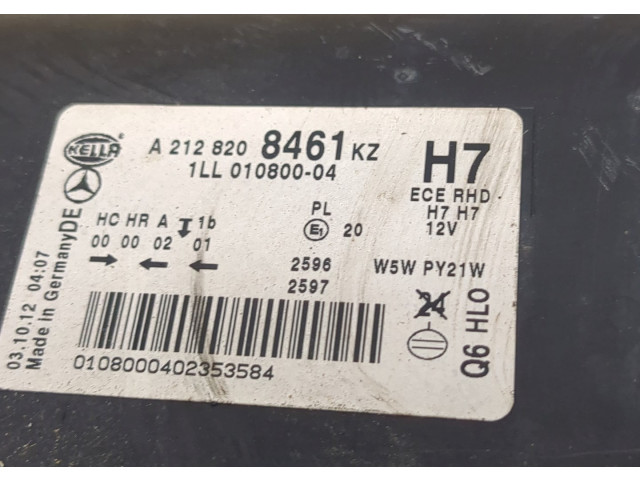 HELLA
A 212 820 8461 KZ
1LL 010800-04
H7
ECE RHD
H7 H7
12V
HC HR A 1b
00 00 02 01
PL
E1 20
2596
2597
W5W PY21W
24
Q6 HLO
0108000402353584
03.10.12 04:07
Made in Germany DE